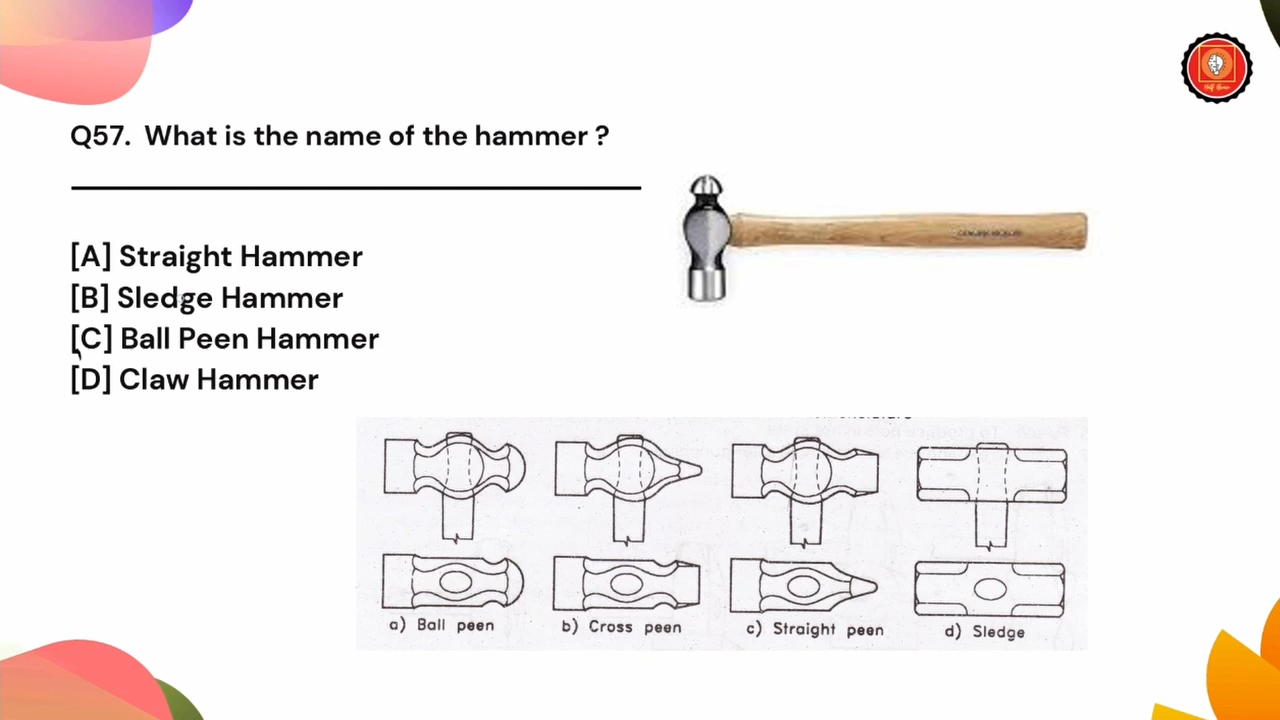 Q57. What is the name of the hammer ?
[A] Straight Hammer
[B] Sledge Hammer
[C] Ball Peen Hammer
[D] Claw Hammer
a) Ball peen
b) Cross peen
c) Straight peen
d) Sledge